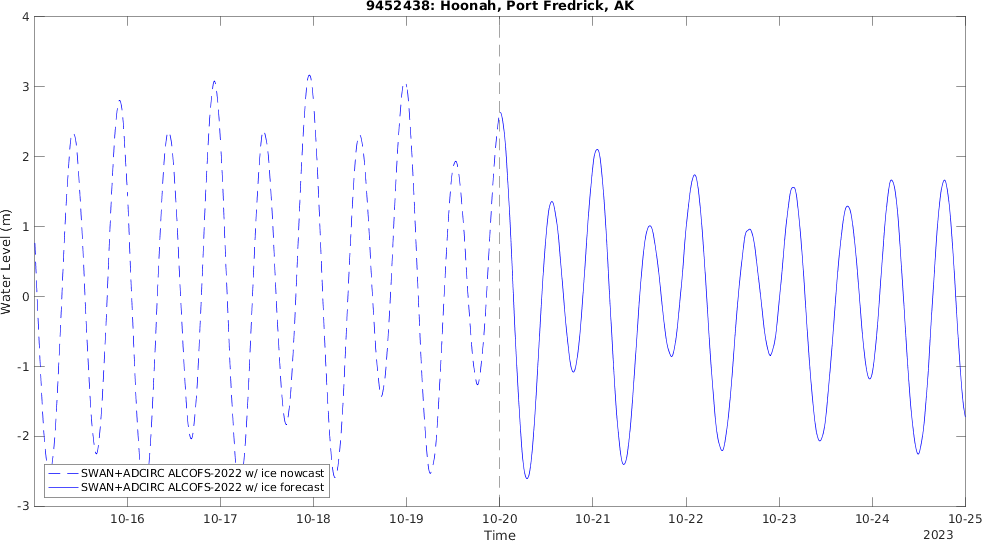 9452438: Hoonah, Port Fredrick, AK
4
3
2
1
0
-1
-2
-3
Water Level (m)
SWAN+ADCIRC ALCOFS-2022 w/ ice nowcast
SWAN+ADCIRC ALCOFS-2022 w/ ice forecast
10-16 10-17 10-18 10-19 10-20 10-21 10-22 10-23 10-24 10-25
Time
2023